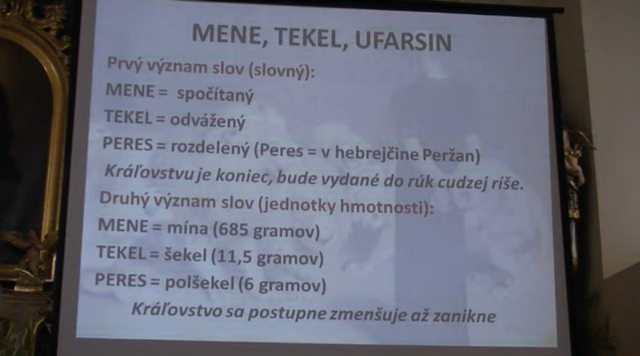 MENE, TEKEL, UFARSIN
Prvý význam slov (slovný):
MENE = spočítaný
TEKEL = odvážený
PERES = rozdelený (Peres = v hebrejčine Peržan)
Kráľovstvu je koniec, bude vydané do rúk cudzej ríše.
Druhý význam slov (jednotky hmotnosti):
MENE = mína (685 gramov)
TEKEL = šekel (11,5 gramov)
PERES = polšekel (6 gramov)
Kráľovstvo sa postupne zmenšuje až zanikne